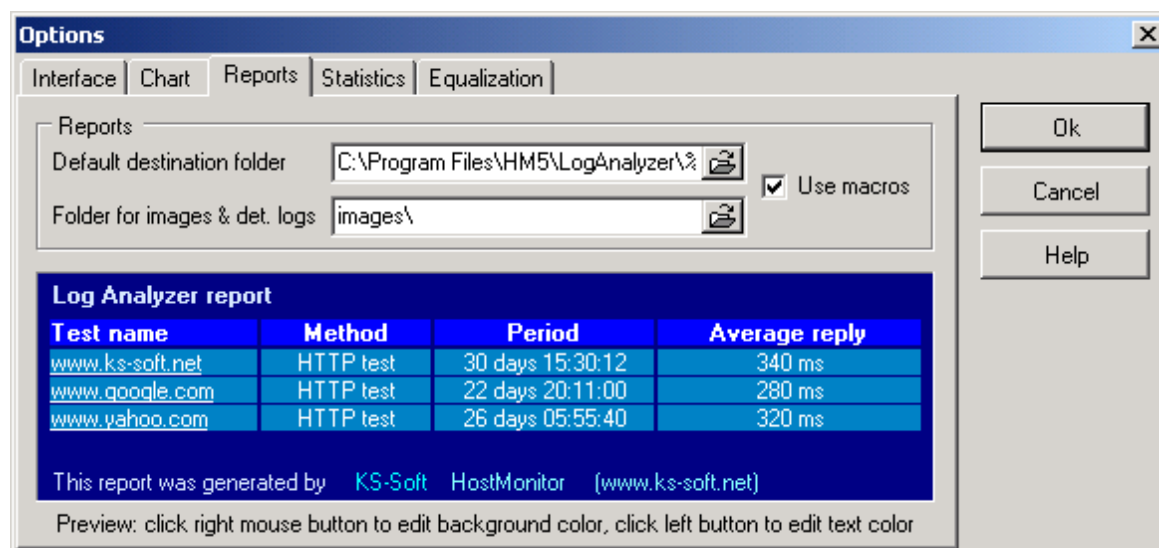 Options
Interface Chart Reports Statistics Equalization
Reports
Default destination folder C:\Program Files\HM5\LogAnalyzer\%
Use macros
Folder for images & det. logs images\
Ok
Cancel
Help
Log Analyzer report
Test name Method Period Average reply
www.ks-soft.net HTTP test 30 days 15:30:12 340 ms
www.google.com HTTP test 22 days 20:11:00 280 ms
www.yahoo.com HTTP test 26 days 05:55:40 320 ms
This report was generated by KS-Soft HostMonitor (www.ks-soft.net)
Preview: click right mouse button to edit background color, click left button to edit text color